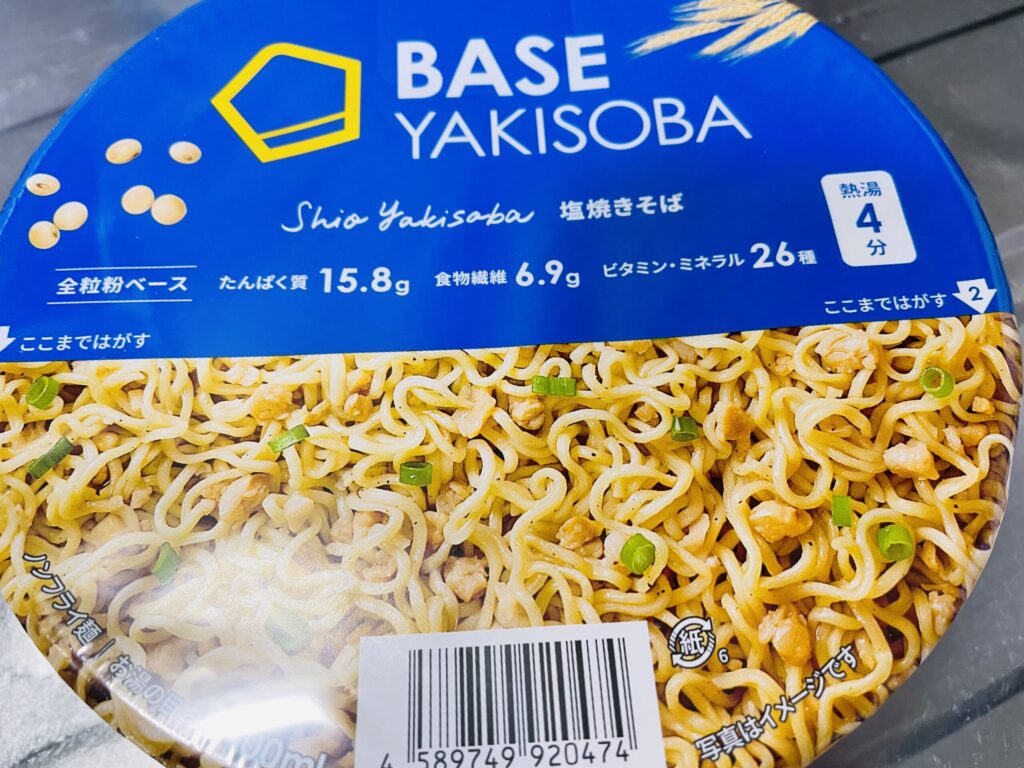 BASE
YAKISOBA
Shio Yakisoba 塩焼きそば
熱湯
4
分
全粒粉ベース たんぱく質 15.8g 食物繊維 6.9g ビタミン・ミネラル 26種
ここまではがす
ここまではがす 2
ノンフライ麺 | お湯の目
紙 6
写真はイメージです
4 589749 920474